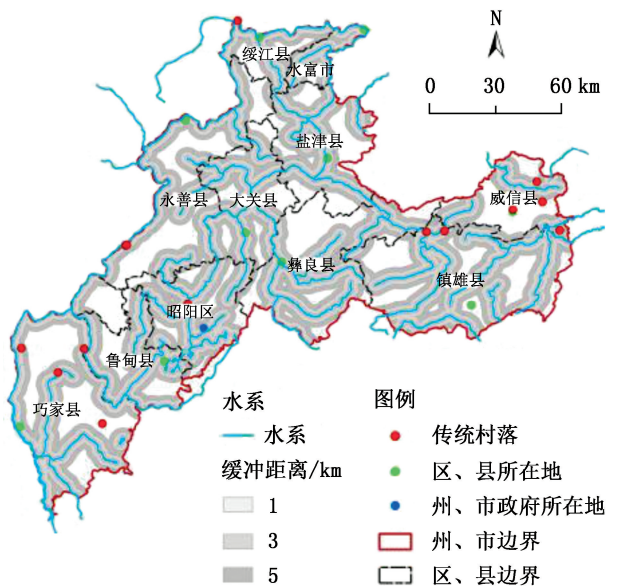 N
0 30 60 km
绥江县
水富市
盐津县
永善县
大关县
威信县
彝良县
镇雄县
昭阳区
鲁甸县
巧家县
水系
水系
缓冲距离/km
1
3
5
图例
传统村落
区、县所在地
州、市政府所在地
州、市边界
区、县边界